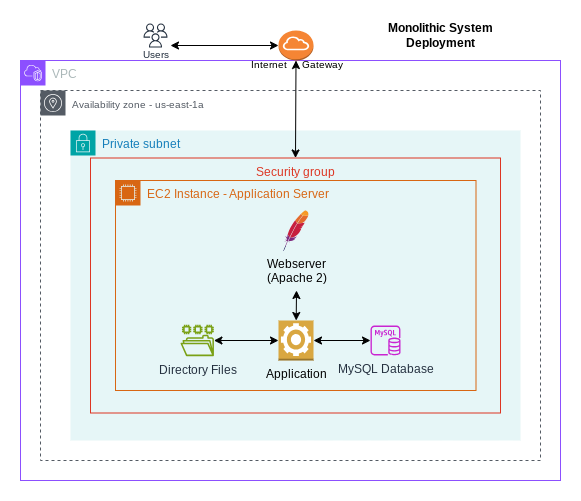 Monolithic System
Deployment
Users
Internet Gateway
VPC
Availability zone - us-east-1a
Private subnet
Security group
EC2 Instance - Application Server
Webserver
(Apache 2)
MySQL
Directory Files
Application
MySQL Database